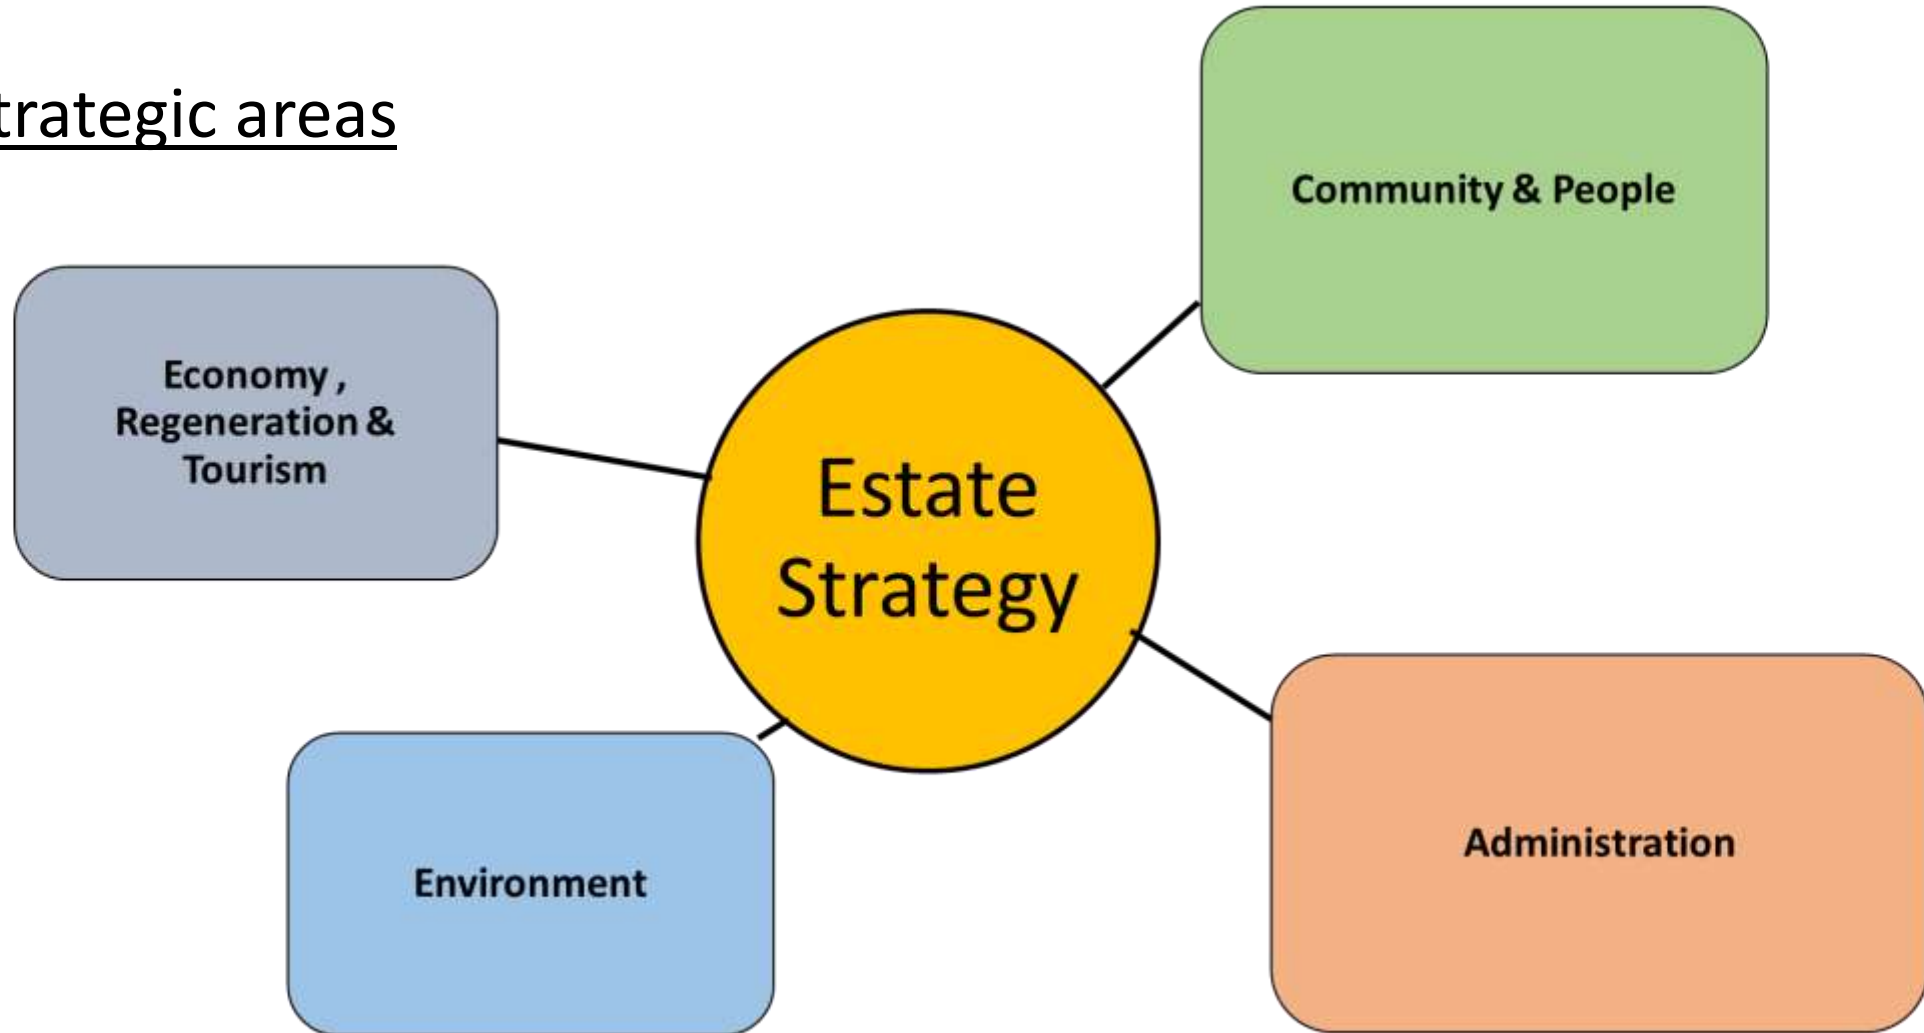 trategic areas
Community & People
Economy ,
Regeneration &
Tourism
Estate
Strategy
Administration
Environment